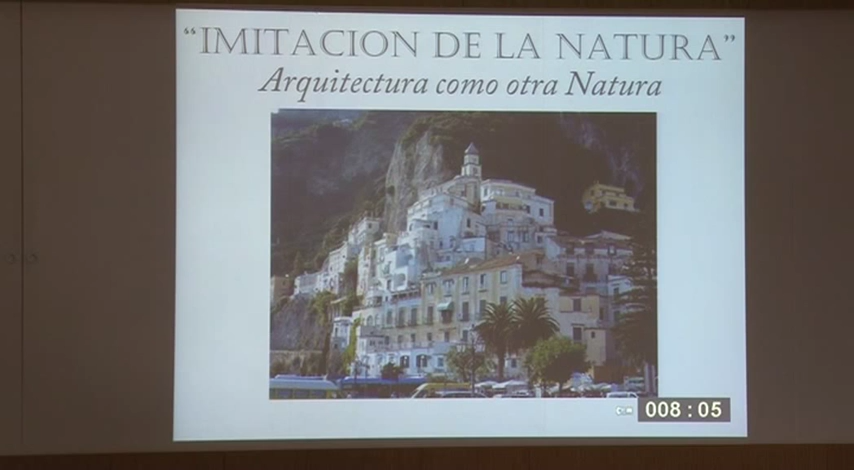 “IMITACION DE LA NATURA”
Arquitectura como otra Natura
008 : 05